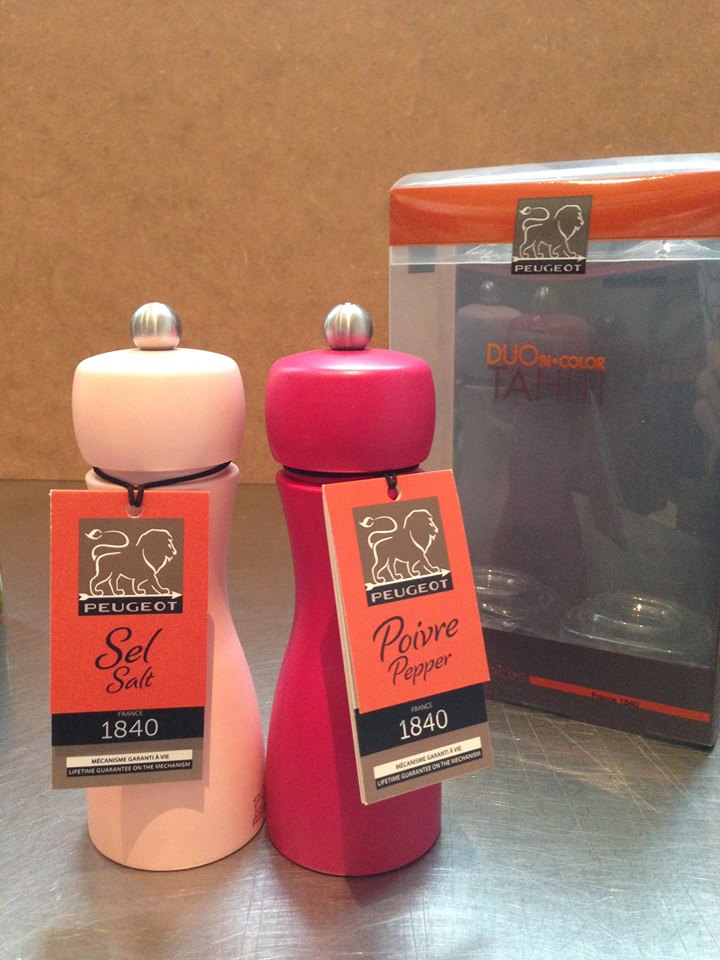 PEUGEOT
Sel
Salt
FRANCE
1840
MÉCANISME GARANTI À VIE
LIFETIME GUARANTEE ON THE MECHANISM
PEUGEOT
Poivre
Pepper
FRANCE
1840
MÉCANISME GARANTI À VIE
LIFETIME GUARANTEE ON THE MECHANISM
PEUGEOT
DUO BI-COLOR
TAHITI
France 1840